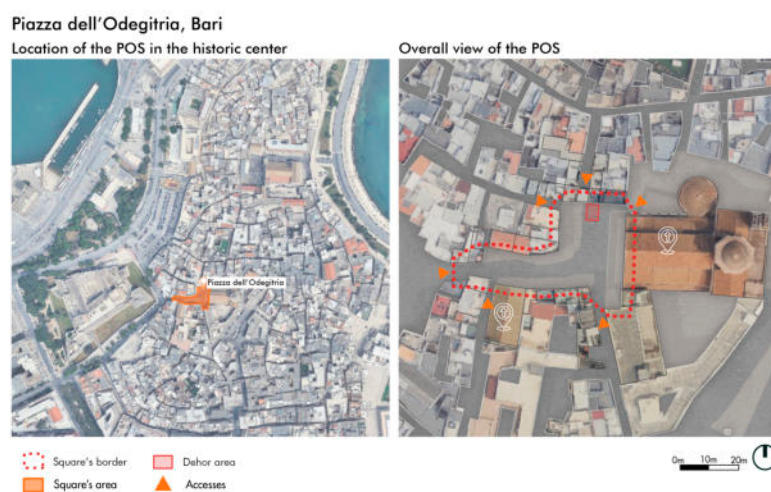 Piazza dell'Odegitria, Bari
Location of the POS in the historic center
Overall view of the POS
Piazza dell'Odegitria
Square's border
Dehor area
Square's area
Accesses
0m 10m 20m